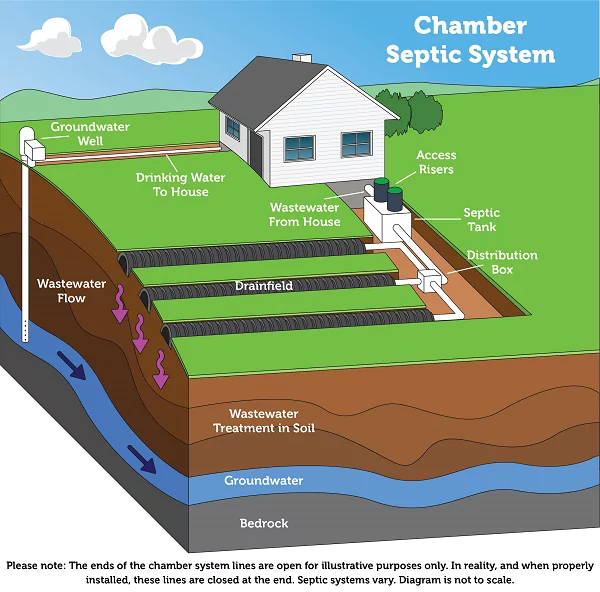 Chamber
Septic System
Groundwater
Well
Drinking Water
To House
Access
Risers
Wastewater
From House
Septic
Tank
Distribution
Box
Wastewater
Flow
Drainfield
Wastewater
Treatment in Soil
Groundwater
Bedrock
Please note: The ends of the chamber system lines are open for illustrative purposes only. In reality, and when properly
installed, these lines are closed at the end. Septic systems vary. Diagram is not to scale.